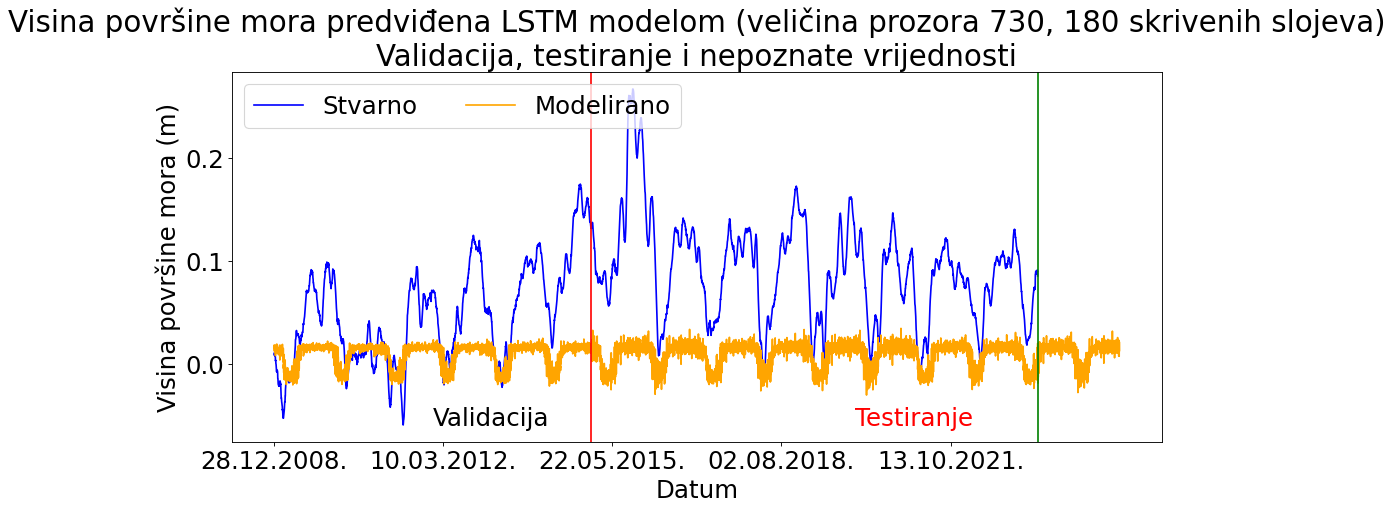 Visina površine mora predviđena LSTM modelom (veličina prozora 730, 180 skrivenih slojeva)
Validacija, testiranje i nepoznate vrijednosti
Stvarno
Modelirano
Visina površine mora (m)
0.2
0.1
0.0
Validacija
Testiranje
28.12.2008.
10.03.2012.
22.05.2015.
02.08.2018.
13.10.2021.
Datum